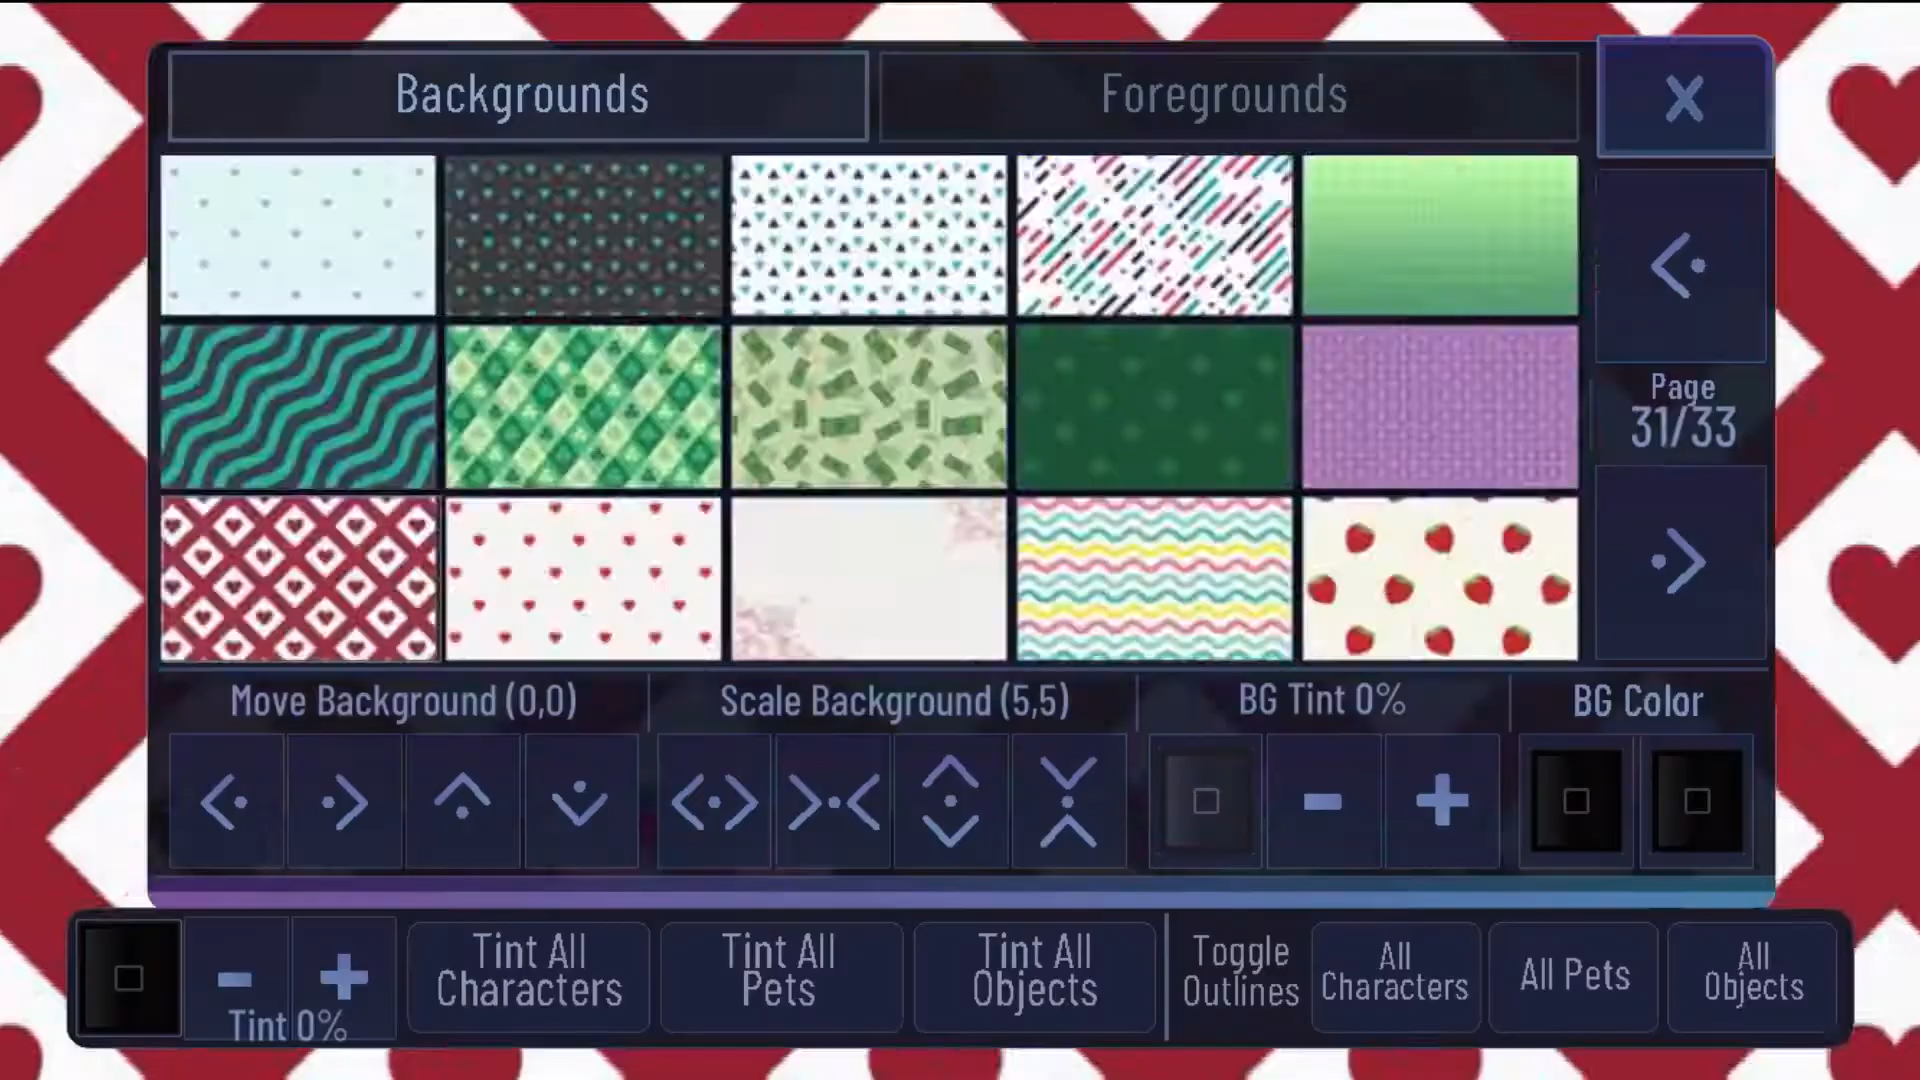 Backgrounds
Foregrounds
X
Page
31/33
Move Background (0,0)
Scale Background (5,5)
BG Tint 0%
BG Color
Tint 0%
Tint All
Characters
Tint All
Pets
Tint All
Objects
Toggle
Outlines
All
Characters
All Pets
All
Objects